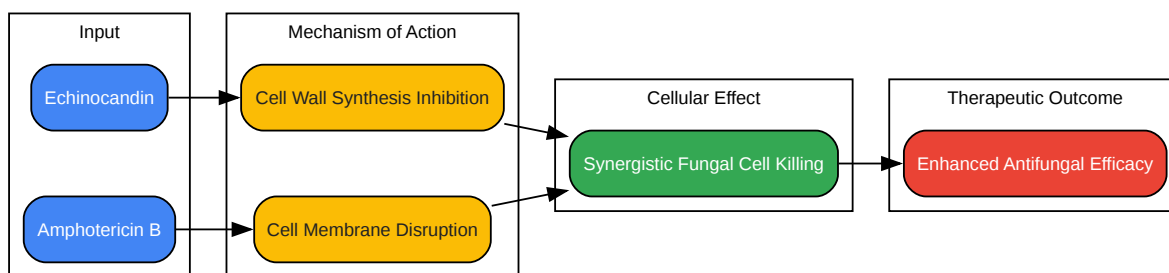 Input
Echinocandin
Amphotericin B
Mechanism of Action
Cell Wall Synthesis Inhibition
Cell Membrane Disruption
Cellular Effect
Synergistic Fungal Cell Killing
Therapeutic Outcome
Enhanced Antifungal Efficacy